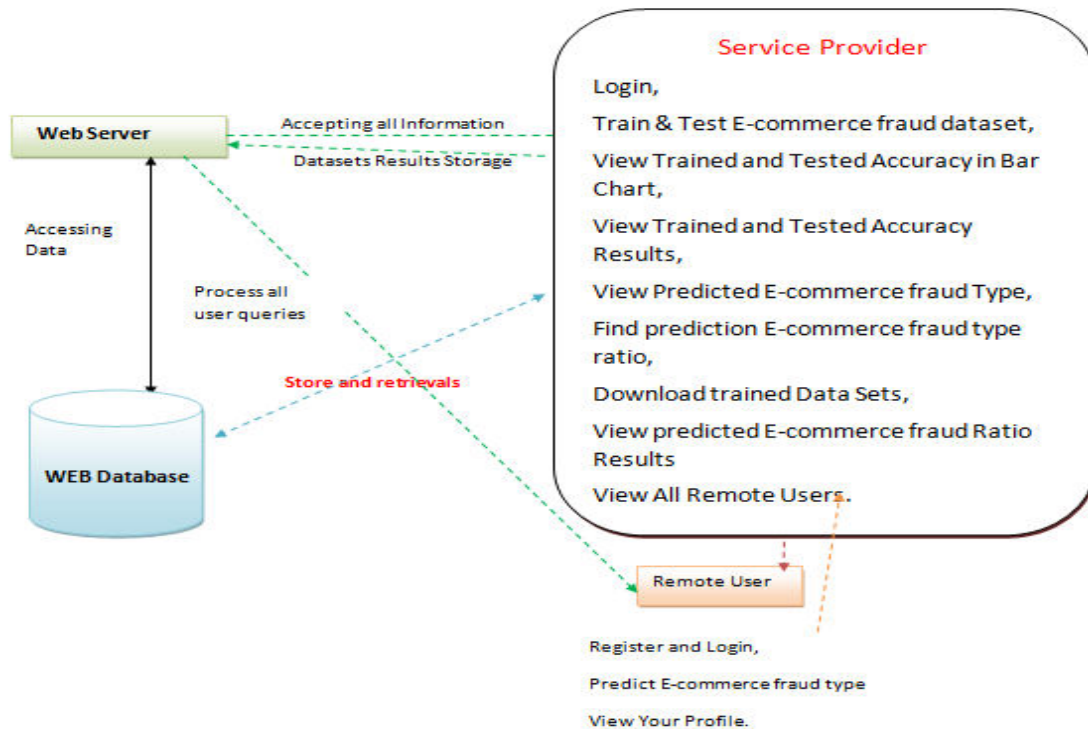 Service Provider
Login,
Train & Test E-commerce fraud dataset,
View Trained and Tested Accuracy in Bar
Chart,
View Trained and Tested Accuracy
Results,
View Predicted E-commerce fraud Type,
Find prediction E-commerce fraud type
ratio,
Download trained Data Sets,
View predicted E-commerce fraud Ratio
Results
View All Remote Users.
Web Server
Accepting all Information
Datasets Results Storage
Accessing
Data
Process all
user queries
Store and retrievals
WEB Database
Remote User
Register and Login,
Predict E-commerce fraud type
View Your Profile.